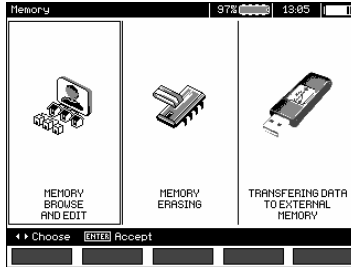 Memory 97% 13:05
MEMORY
BROWSE
AND EDIT
MEMORY
ERASING
TRANSFERING DATA
TO EXTERNAL
MEMORY
Choose ENTER Accept